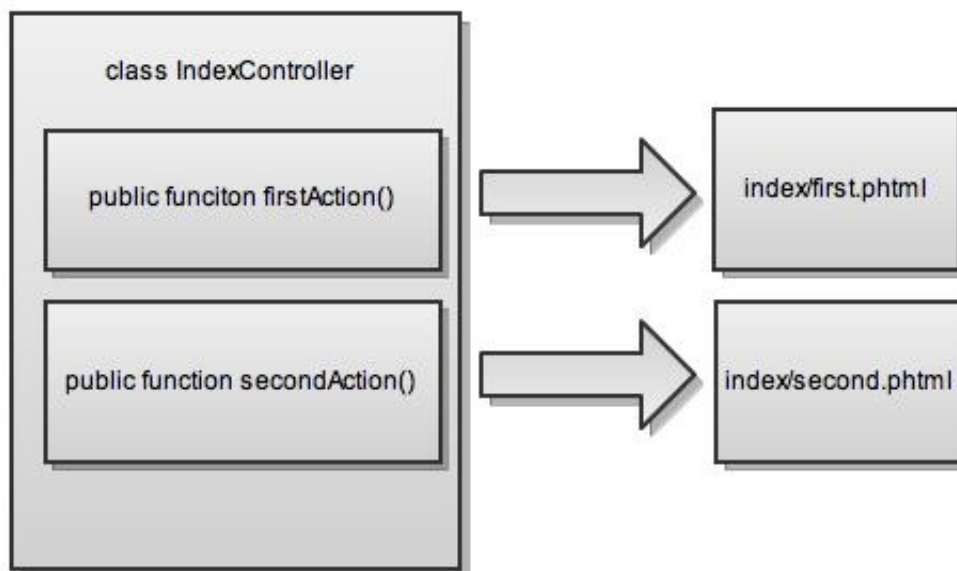 class IndexController
public funciton firstAction()
index/first.phtml
public function secondAction()
index/second.phtml